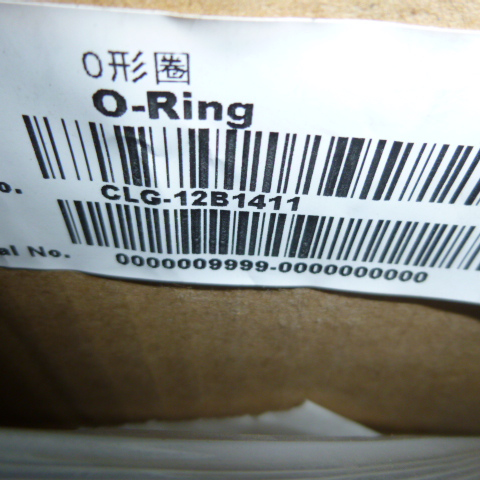 O形圈
O-Ring
o. CLG-12B1411
al No. 0000009999-0000000000